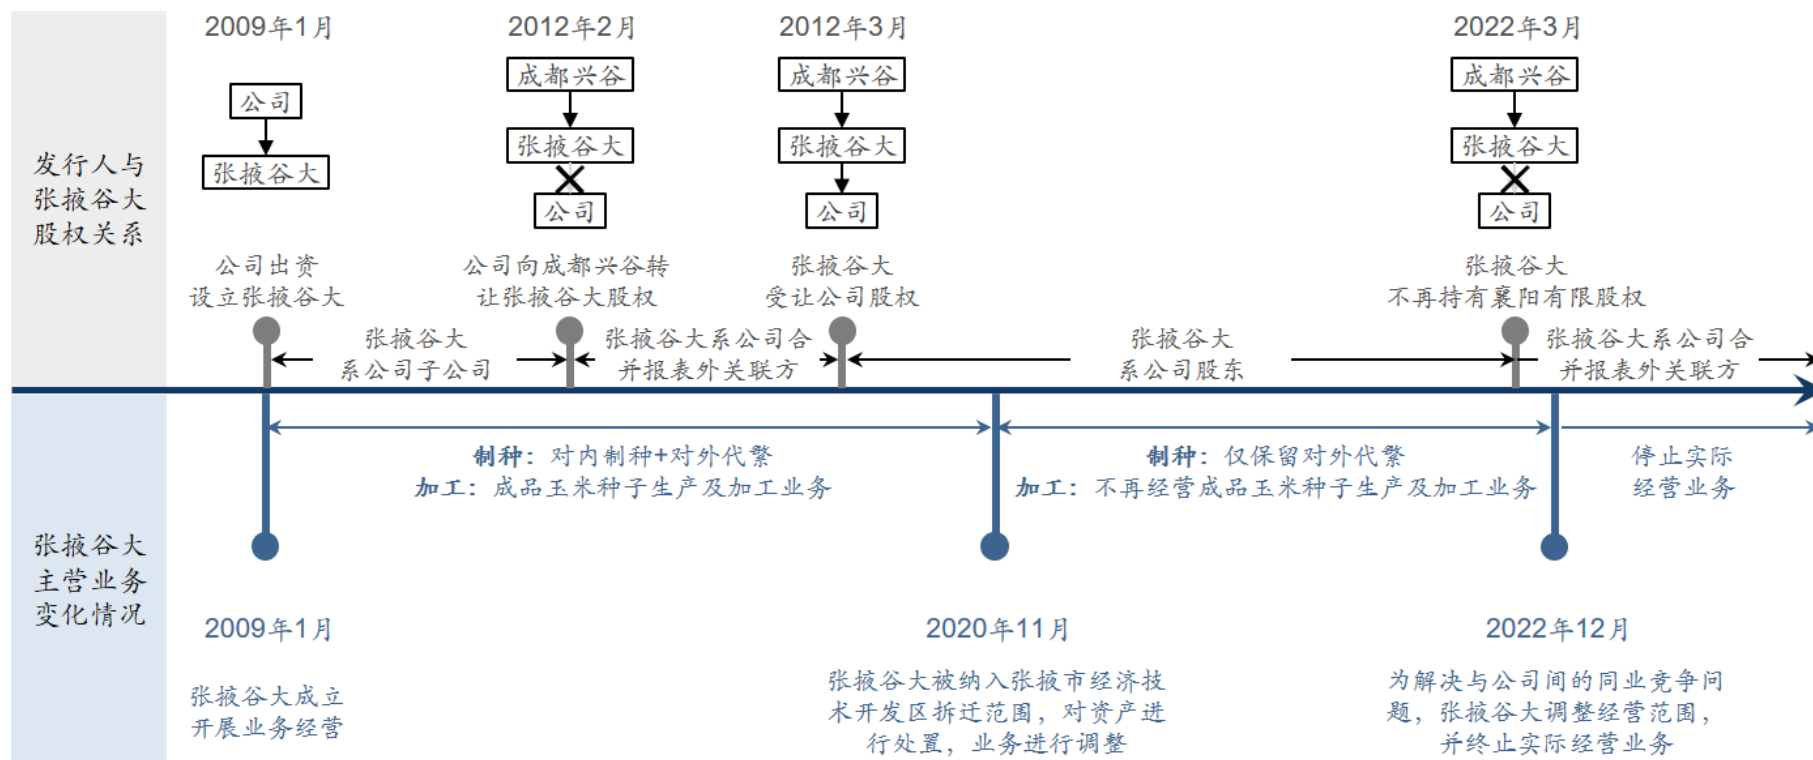 2009年1月
2012年2月
2012年3月
2022年3月
公司
张掖谷大
成都兴谷
张掖谷大
公司
成都兴谷
张掖谷大
公司
成都兴谷
张掖谷大
公司
发行人与
张掖谷大
股权关系
公司出资
设立张掖谷大
公司向成都兴谷转
让张掖谷大股权
张掖谷大
受让公司股权
张掖谷大
不再持有襄阳有限股权
张掖谷大
系公司子公司
张掖谷大系公司合
并报表外关联方
张掖谷大
系公司股东
张掖谷大系公司合
并报表外关联方
制种：对内制种+对外代繁
加工：成品玉米种子生产及加工业务
制种：仅保留对外代繁
加工：不再经营成品玉米种子生产及加工业务
停止实际
经营业务
张掖谷大
主营业务
变化情况
2009年1月
张掖谷大成立
开展业务经营
2020年11月
张掖谷大被纳入张掖市经济技
术开发区拆迁范围，对资产进
行处置，业务进行调整
2022年12月
为解决与公司间的同业竞争问
题，张掖谷大调整经营范围，
并终止实际经营业务